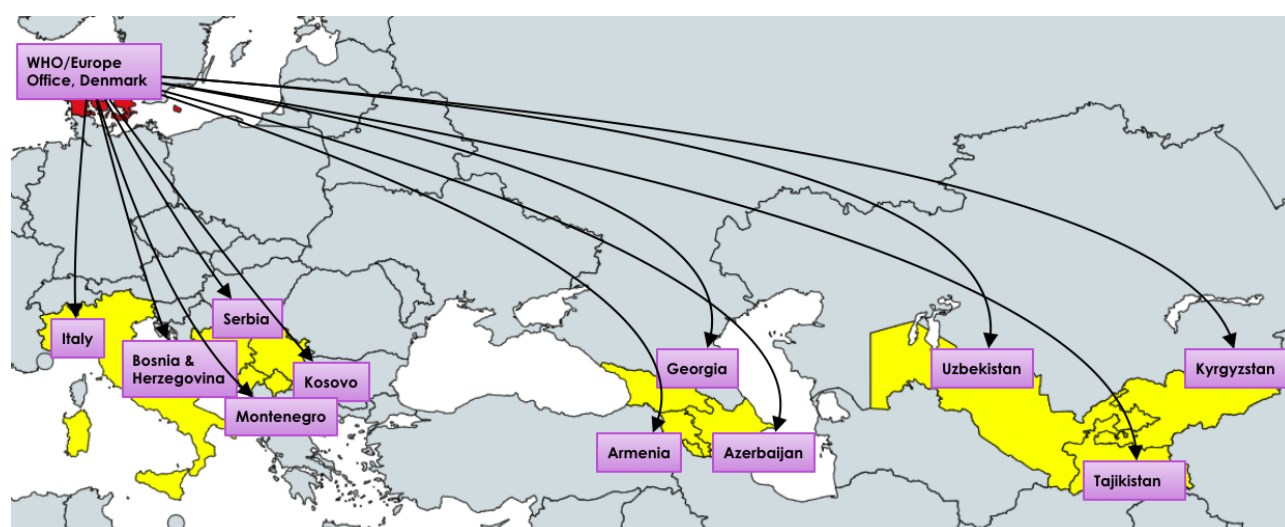 WHO/Europe
Office, Denmark
Serbia
Italy
Bosnia &
Herzegovina
Kosovo
Montenegro
Georgia
Armenia
Azerbaijan
Uzbekistan
Kyrgyzstan
Tajikistan